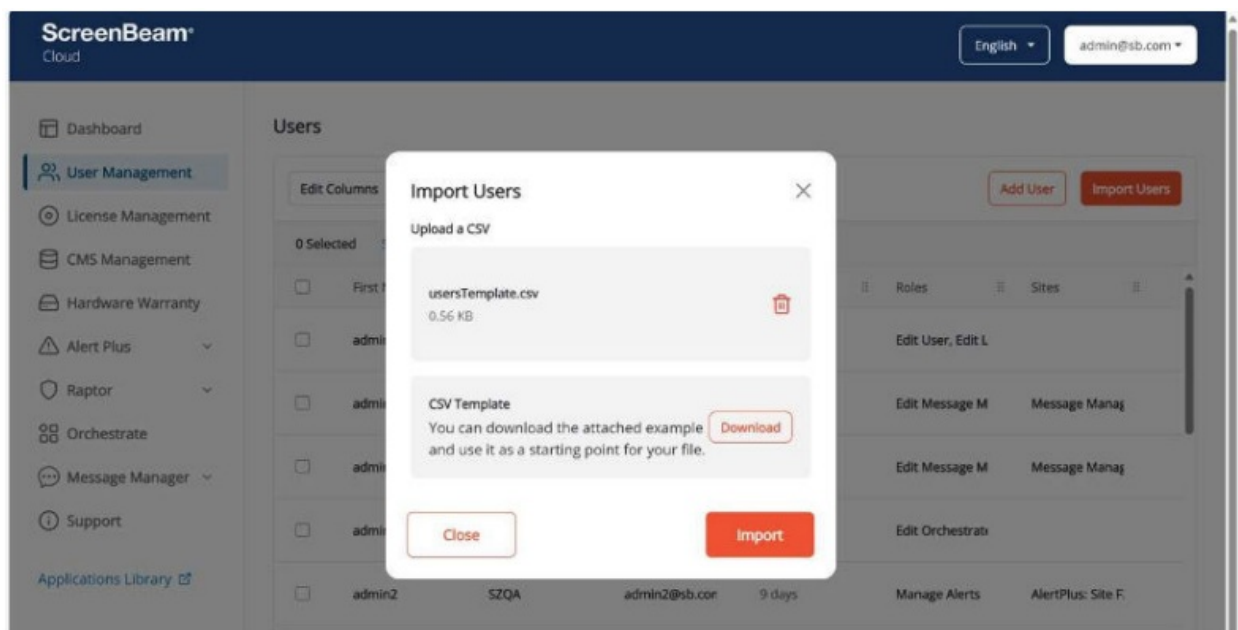 ScreenBeam®
Cloud
English
admin@sb.com
Dashboard
User Management
License Management
CMS Management
Hardware Warranty
Alert Plus
Raptor
Orchestrate
Message Manager
Support
Applications Library
Users
Edit Columns
Add User
Import Users
0 Selected
First
Roles
Sites
Edit User, Edit L
Edit Message M
Message Manag
Edit Message M
Message Manag
Edit Orchestrat
admin2
SZQA
admin2@sb.con
9 days
Manage Alerts
AlertPlus: Site F.
Import Users
Upload a CSV
usersTemplate.csv
0.56 KB
CSV Template
You can download the attached example
and use it as a starting point for your file.
Download
Close
Import